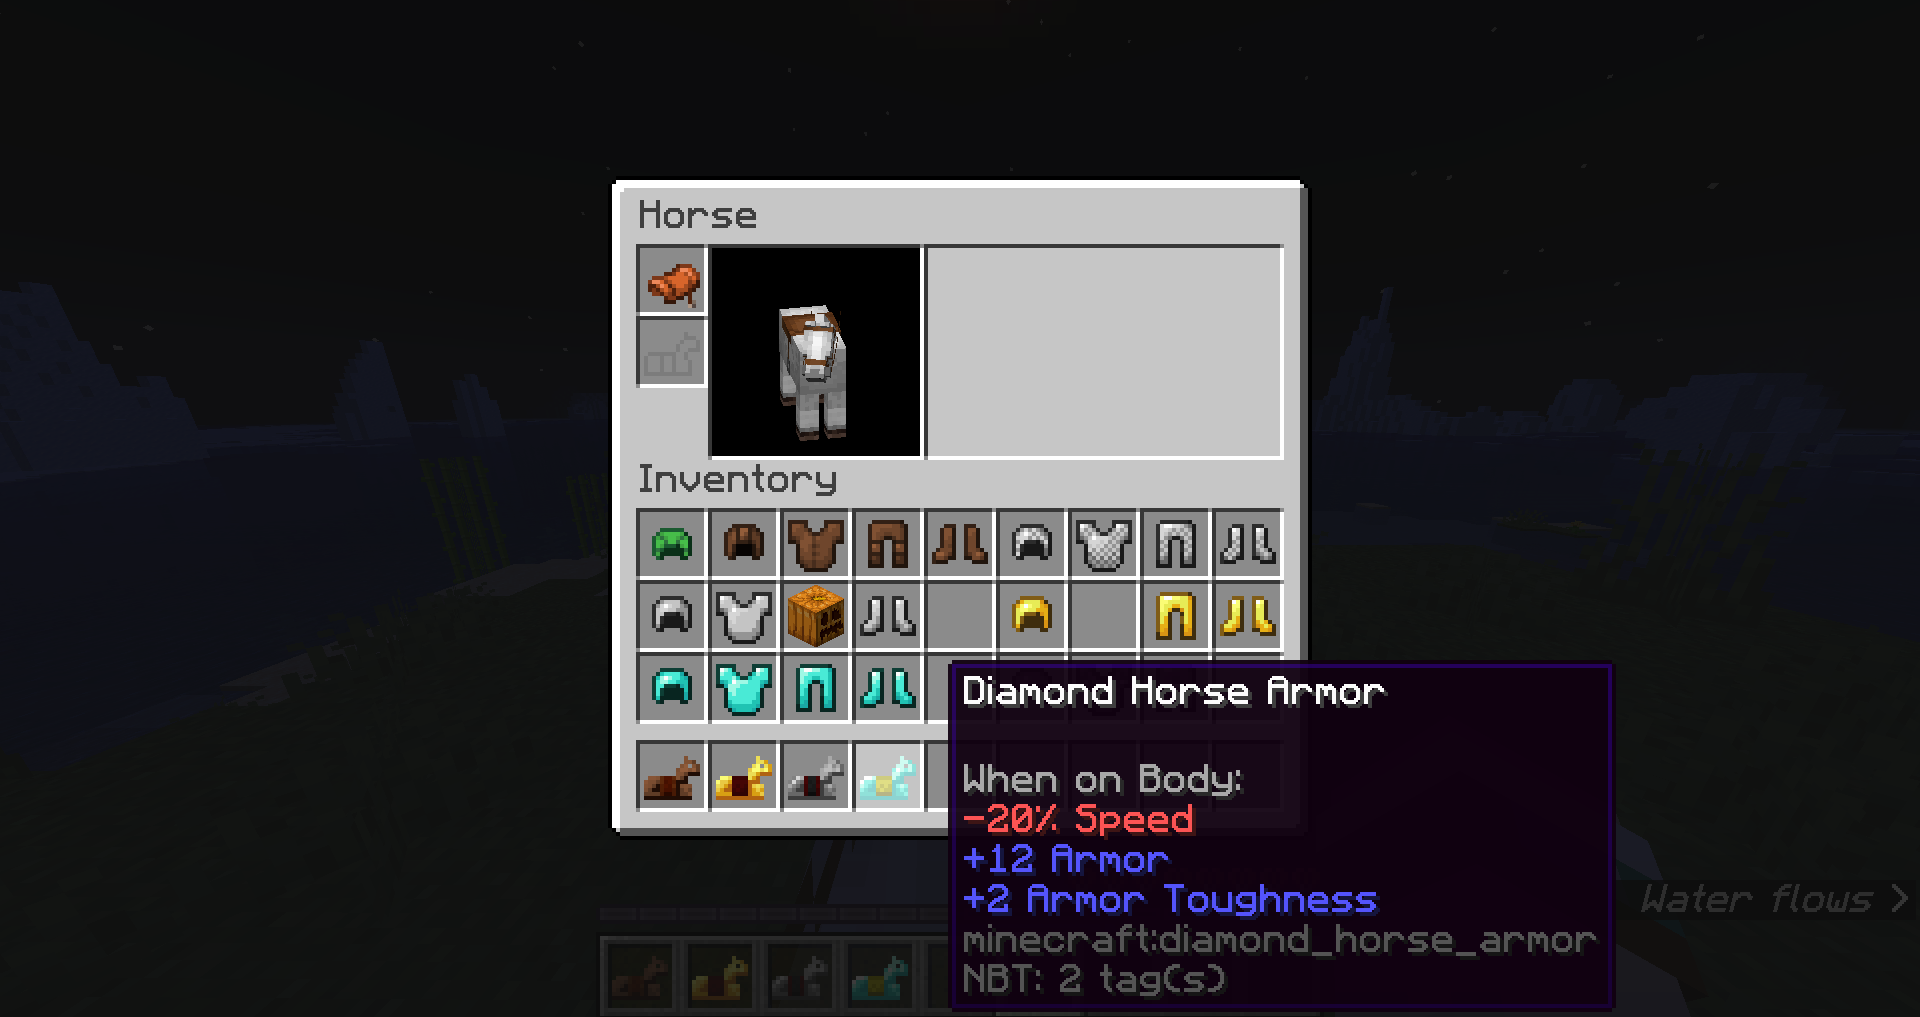 Horse
Inventory
Diamond Horse Armor
When on Body:
-20% Speed
+12 Armor
+2 Armor Toughness
minecraft:diamond_horse_armor
NBT: 2 tag(s)
Water flows >